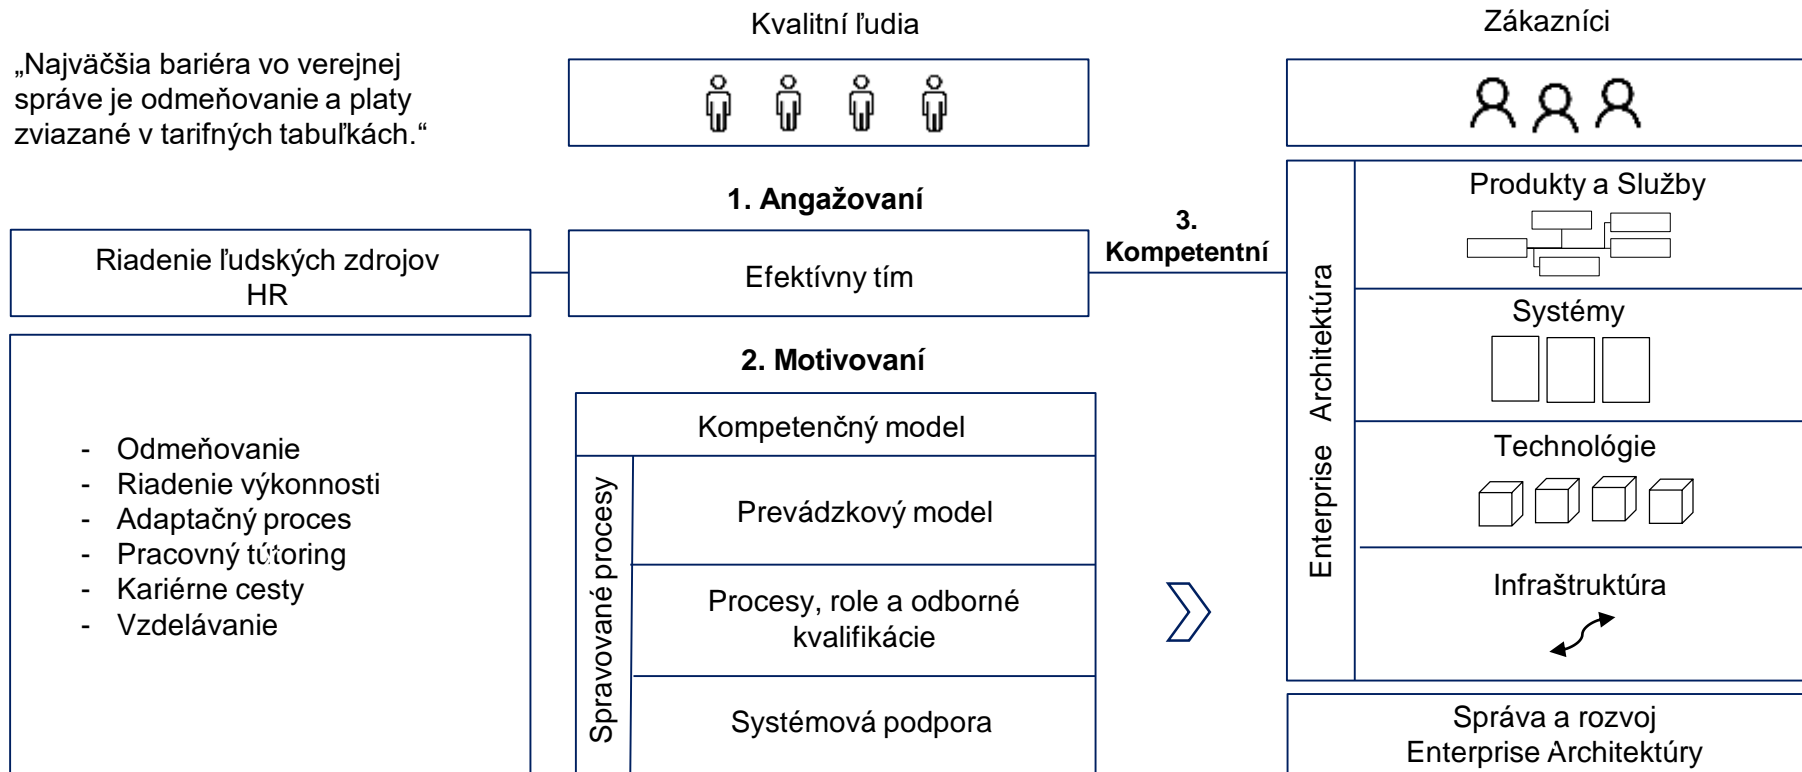 „Najväčšia bariéra vo verejnej
správe je odmeňovanie a platy
zviazané v tarifných tabuľkách.“
Riadenie ľudských zdrojov
HR
- Odmeňovanie
- Riadenie výkonnosti
- Adaptačný proces
- Pracovný tútoring
- Kariérne cesty
- Vzdelávanie
Kvalitní ľudia
1. Angažovaní
Efektívny tím
2. Motivovaní
Kompetenčný model
Spravované procesy
Prevádzkový model
Procesy, role a odborné
kvalifikácie
Systémová podpora
3.
Kompetentní
Zákazníci
Enterprise Architektúra
Produkty a Služby
Systémy
Technológie
Infraštruktúra
Správa a rozvoj
Enterprise Architektúry